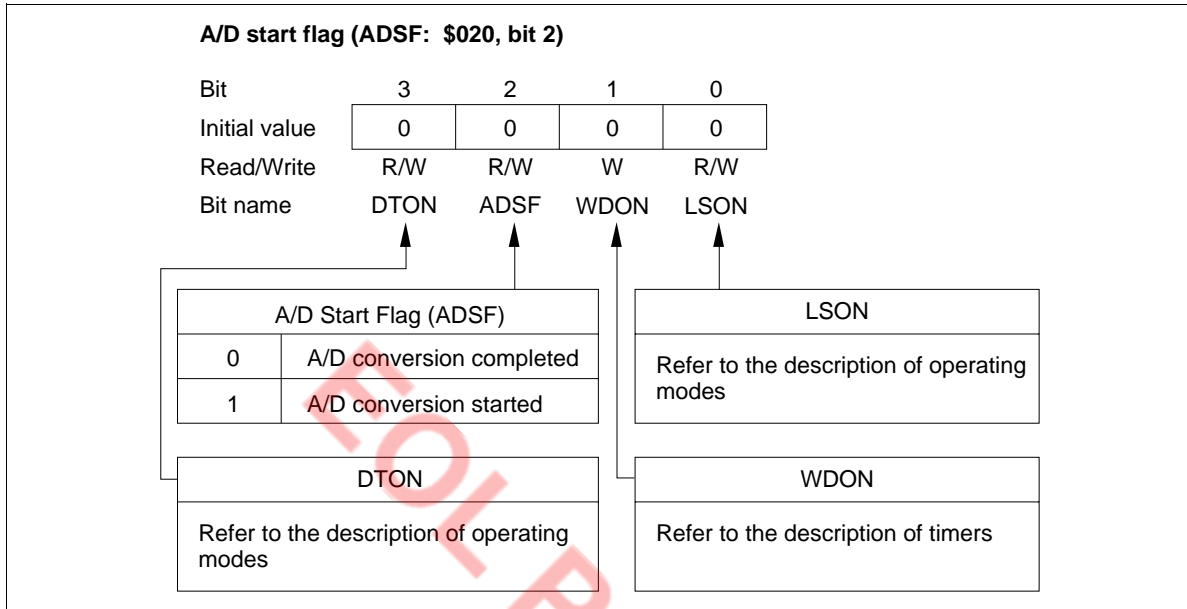 A/D start flag (ADSF: $020, bit 2)
Bit 3 2 1 0
Initial value 0 0 0 0
Read/Write R/W R/W W R/W
Bit name DTON ADSF WDON LSON
A/D Start Flag (ADSF)
0 A/D conversion completed
1 A/D conversion started
LSON
Refer to the description of operating
modes
DTON
Refer to the description of operating
modes
WDON
Refer to the description of timers
EOL